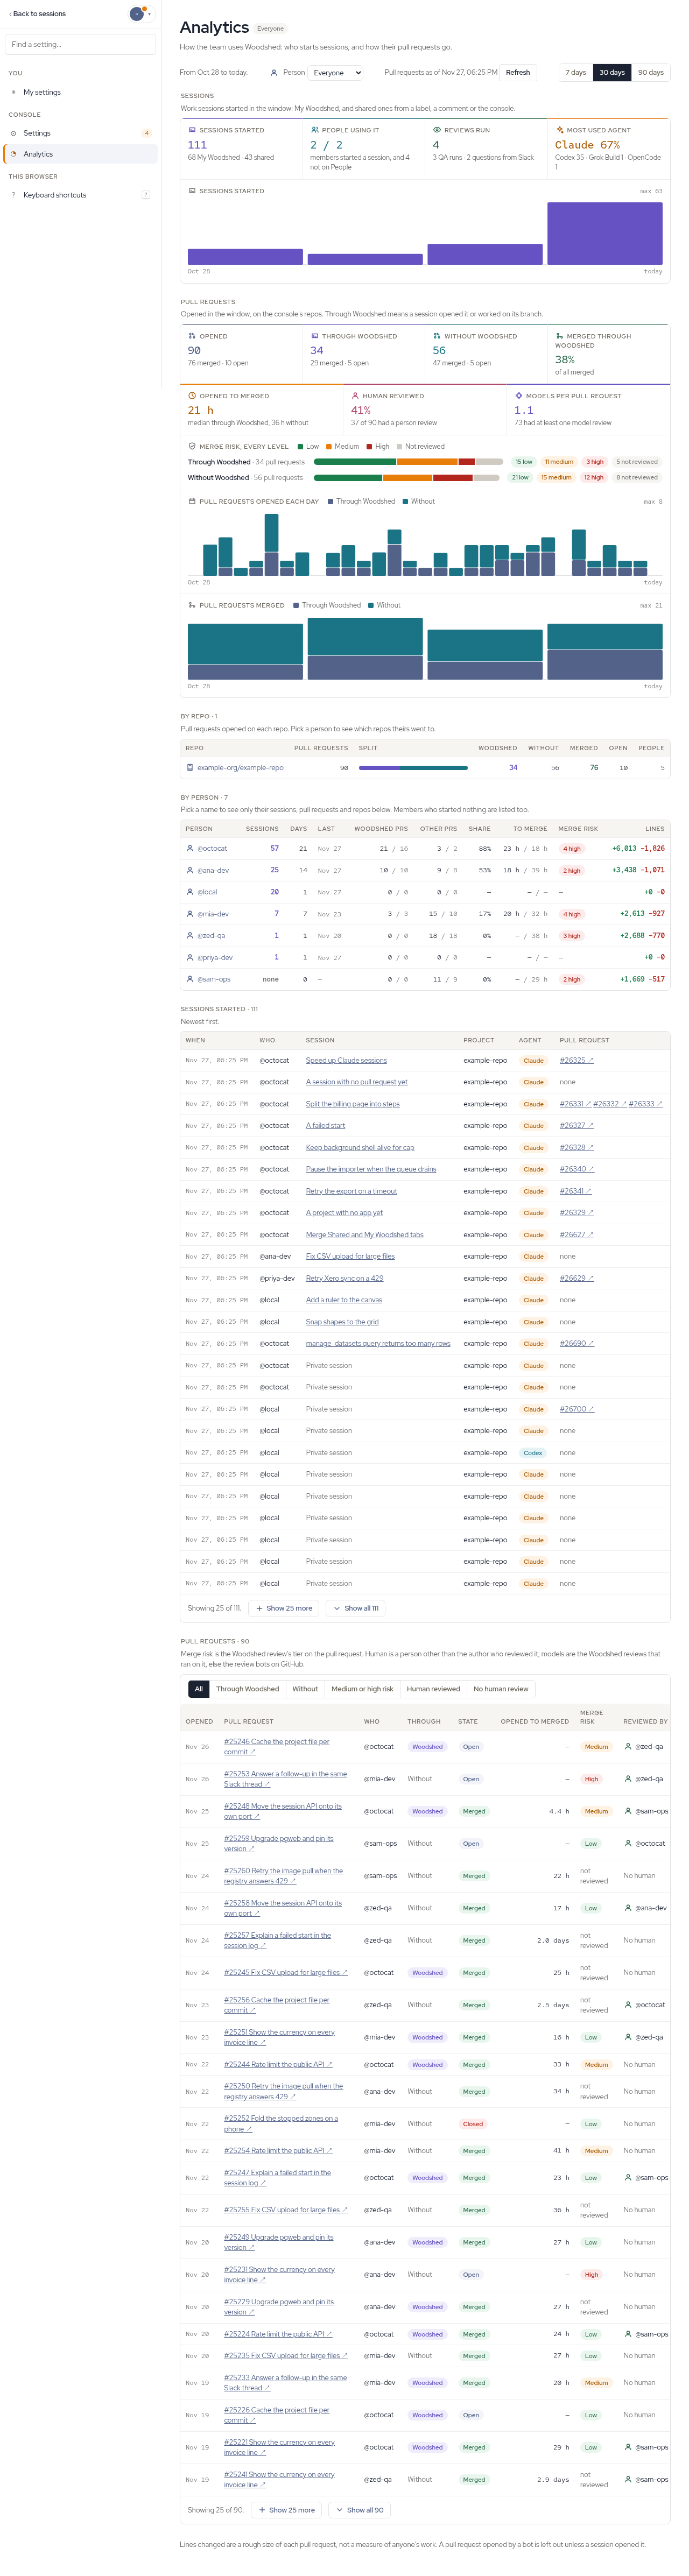 ‹ Back to sessions
Find a setting...
YOU
My settings
CONSOLE
Settings 4
Analytics
THIS BROWSER
? Keyboard shortcuts ?
Analytics Everyone
How the team uses Woodshed: who starts sessions, and how their pull requests go.
From Oct 28 to today. Person Everyone Pull requests as of Nov 27, 06:25 PM Refresh 7 days 30 days 90 days
SESSIONS
Work sessions started in the window: My Woodshed, and shared ones from a label, a comment or the console.
SESSIONS STARTED PEOPLE USING IT REVIEWS RUN MOST USED AGENT
111 2 / 2 4 Claude 67%
68 My Woodshed · 43 shared members started a session, and 4 3 QA runs · 2 questions from Slack Codex 35 · Grok Build 1 · OpenCode
not on People 1
SESSIONS STARTED max 63
Oct 28 today
PULL REQUESTS
Opened in the window, on the console's repos. Through Woodshed means a session opened it or worked on its branch.
OPENED THROUGH WOODSHED WITHOUT WOODSHED MERGED THROUGH WOODSHED
90 34 56 38%
76 merged · 10 open 29 merged · 5 open 47 merged · 5 open of all merged
OPENED TO MERGED HUMAN REVIEWED MODELS PER PULL REQUEST
21 h 41% 1.1
median through Woodshed, 36 h without 37 of 90 had a person review 73 had at least one model review
MERGE RISK, EVERY LEVEL Low Medium High Not reviewed
Through Woodshed · 34 pull requests 15 low 11 medium 3 high 5 not reviewed
Without Woodshed · 56 pull requests 21 low 15 medium 12 high 8 not reviewed
PULL REQUESTS OPENED EACH DAY Through Woodshed Without max 8
Oct 28 today
PULL REQUESTS MERGED Through Woodshed Without max 21
Oct 28 today
BY REPO · 1
Pull requests opened on each repo. Pick a person to see which repos theirs went to.
REPO PULL REQUESTS SPLIT WOODSHED WITHOUT MERGED OPEN PEOPLE
example-org/example-repo 90 34 56 76 10 5
BY PERSON · 7
Pick a name to see only their sessions, pull requests and repos below. Members who started nothing are listed too.
PERSON SESSIONS DAYS LAST WOODSHED PRS OTHER PRS SHARE TO MERGE MERGE RISK LINES
@octocat 57 21 Nov 27 21 / 16 3 / 2 88% 23 h / 18 h 4 high +6,013 −1,826
@ana-dev 25 14 Nov 27 10 / 10 9 / 8 53% 18 h / 39 h 2 high +3,438 −1,071
@local 20 1 Nov 27 0 / 0 0 / 0 — — / — — +0 −0
@mia-dev 7 7 Nov 23 3 / 3 15 / 10 17% 20 h / 32 h 4 high +2,613 −927
@zed-qa 1 1 Nov 20 0 / 0 18 / 18 0% — / 38 h 3 high +2,688 −770
@priya-dev 1 1 Nov 27 0 / 0 0 / 0 — — / — — +0 −0
@sam-ops none 0 — 0 / 0 11 / 9 0% — / 29 h 2 high +1,669 −517
SESSIONS STARTED · 111
Newest first.
WHEN WHO SESSION PROJECT AGENT PULL REQUEST
Nov 27, 06:25 PM @octocat Speed up Claude sessions example-repo Claude #26325 ↗
Nov 27, 06:25 PM @octocat A session with no pull request yet example-repo Claude none
Nov 27, 06:25 PM @octocat Split the billing page into steps example-repo Claude #26331 ↗ #26332 ↗ #26333 ↗
Nov 27, 06:25 PM @octocat A failed start example-repo Claude #26327 ↗
Nov 27, 06:25 PM @octocat Keep background shell alive for cap example-repo Claude #26328 ↗
Nov 27, 06:25 PM @octocat Pause the importer when the queue drains example-repo Claude #26340 ↗
Nov 27, 06:25 PM @octocat Retry the export on a timeout example-repo Claude #26341 ↗
Nov 27, 06:25 PM @octocat A project with no app yet example-repo Claude #26329 ↗
Nov 27, 06:25 PM @octocat Merge Shared and My Woodshed tabs example-repo Claude #26627 ↗
Nov 27, 06:25 PM @ana-dev Fix CSV upload for large files example-repo Claude none
Nov 27, 06:25 PM @priya-dev Retry Xero sync on a 429 example-repo Claude #26629 ↗
Nov 27, 06:25 PM @local Add a ruler to the canvas example-repo Claude none
Nov 27, 06:25 PM @local Snap shapes to the grid example-repo Claude none
Nov 27, 06:25 PM @octocat manage_datasets query returns too many rows example-repo Claude #26690 ↗
Nov 27, 06:25 PM @octocat Private session example-repo Claude none
Nov 27, 06:25 PM @octocat Private session example-repo Claude none
Nov 27, 06:25 PM @local Private session example-repo Claude #26700 ↗
Nov 27, 06:25 PM @local Private session example-repo Claude none
Nov 27, 06:25 PM @local Private session example-repo Codex none
Nov 27, 06:25 PM @local Private session example-repo Claude none
Nov 27, 06:25 PM @local Private session example-repo Claude none
Nov 27, 06:25 PM @local Private session example-repo Claude none
Nov 27, 06:25 PM @local Private session example-repo Claude none
Nov 27, 06:25 PM @local Private session example-repo Claude none
Nov 27, 06:25 PM @local Private session example-repo Claude none
Showing 25 of 111. Show 25 more Show all 111
PULL REQUESTS · 90
Merge risk is the Woodshed review's tier on the pull request. Human is a person other than the author who reviewed it; models are the Woodshed reviews that
ran on it, else the review bots on GitHub.
All Through Woodshed Without Medium or high risk Human reviewed No human review
OPENED PULL REQUEST WHO THROUGH STATE OPENED TO MERGED MERGE RISK REVIEWED BY
Nov 26 #25246 Cache the project file per commit ↗ @octocat Woodshed Open — Medium @zed-qa
Nov 26 #25253 Answer a follow-up in the same Slack thread ↗ @mia-dev Without Open — High @zed-qa
Nov 25 #25248 Move the session API onto its own port ↗ @octocat Woodshed Merged 4.4 h Medium @sam-ops
Nov 25 #25259 Upgrade pgweb and pin its version ↗ @sam-ops Without Open — Low @octocat
Nov 24 #25260 Retry the image pull when the registry answers 429 ↗ @sam-ops Without Merged 22 h not reviewed No human
Nov 24 #25258 Move the session API onto its own port ↗ @zed-qa Without Merged 17 h Low @ana-dev
Nov 24 #25257 Explain a failed start in the session log ↗ @zed-qa Without Merged 2.0 days not reviewed No human
Nov 24 #25245 Fix CSV upload for large files ↗ @octocat Woodshed Merged 25 h not reviewed No human
Nov 23 #25256 Cache the project file per commit ↗ @zed-qa Without Merged 2.5 days not reviewed @octocat
Nov 23 #25251 Show the currency on every invoice line ↗ @mia-dev Woodshed Merged 16 h Low @zed-qa
Nov 22 #25244 Rate limit the public API ↗ @octocat Woodshed Merged 33 h Medium No human
Nov 22 #25250 Retry the image pull when the registry answers 429 ↗ @ana-dev Without Merged 34 h not reviewed No human
Nov 22 #25252 Fold the stopped zones on a phone ↗ @mia-dev Without Closed — Low No human
Nov 22 #25254 Rate limit the public API ↗ @mia-dev Without Merged 41 h Medium No human
Nov 22 #25247 Explain a failed start in the session log ↗ @octocat Woodshed Merged 23 h Low @sam-ops
Nov 22 #25255 Fix CSV upload for large files ↗ @zed-qa Without Merged 36 h not reviewed No human
Nov 20 #25249 Upgrade pgweb and pin its version ↗ @ana-dev Woodshed Merged 27 h Low No human
Nov 20 #25231 Show the currency on every invoice line ↗ @ana-dev Without Open — High No human
Nov 20 #25229 Upgrade pgweb and pin its version ↗ @ana-dev Woodshed Merged 27 h not reviewed No human
Nov 20 #25224 Rate limit the public API ↗ @octocat Woodshed Merged 24 h Low @sam-ops
Nov 20 #25235 Fix CSV upload for large files ↗ @mia-dev Without Merged 27 h Low No human
Nov 19 #25233 Answer a follow-up in the same Slack thread ↗ @mia-dev Woodshed Merged 20 h Medium No human
Nov 19 #25226 Cache the project file per commit ↗ @octocat Woodshed Open — Low No human
Nov 19 #25221 Show the currency on every invoice line ↗ @octocat Woodshed Merged 29 h Low @sam-ops
Nov 19 #25241 Show the currency on every invoice line ↗ @zed-qa Without Merged 2.9 days not reviewed @sam-ops
Showing 25 of 90. Show 25 more Show all 90
Lines changed are a rough size of each pull request, not a measure of anyone's work. A pull request opened by a bot is left out unless a session opened it.